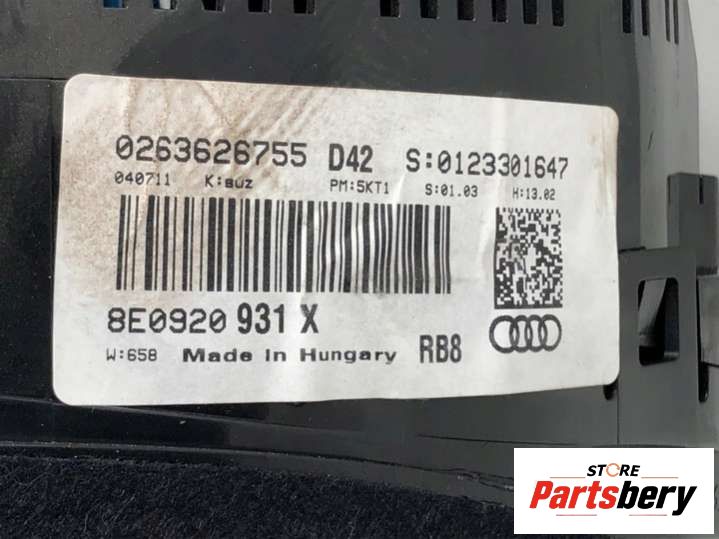 0263626755 D42 S:0123301647
040711 K:BUZ PM:5KT1 S:01.03 H:13.02
8E0920 931 X
W:658 Made in Hungary RB8
STORE
Partsbery